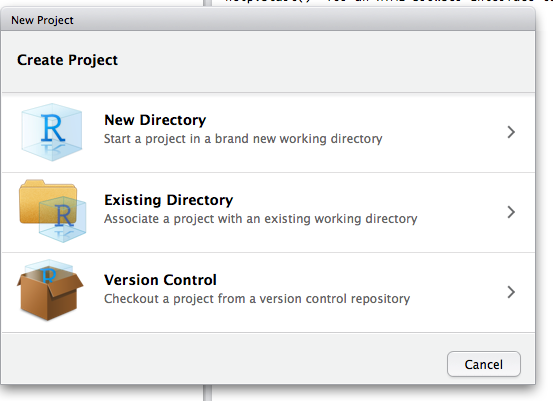 New Project
Create Project
R
New Directory
Start a project in a brand new working directory
R
Existing Directory
Associate a project with an existing working directory
R
Version Control
Checkout a project from a version control repository
Cancel